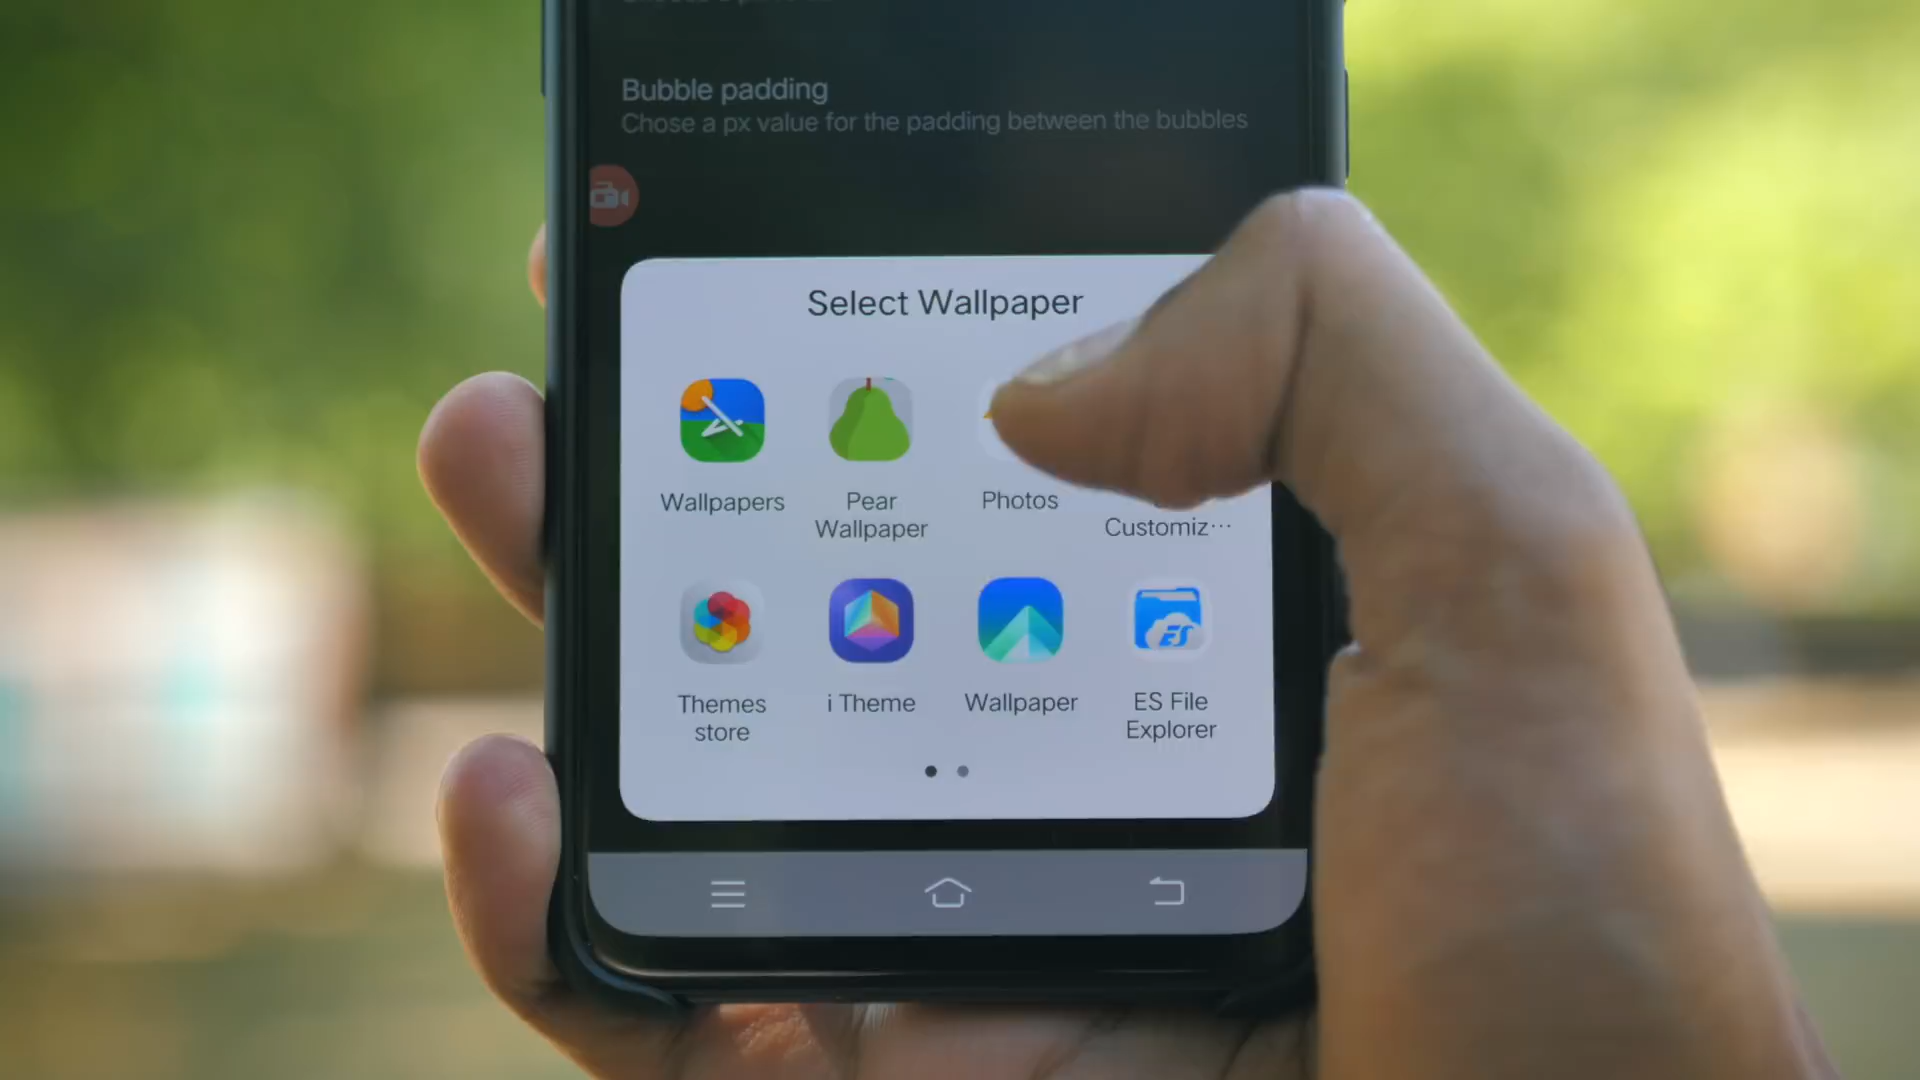 Bubble padding
Chose a px value for the padding between the bubbles
Select Wallpaper
Wallpapers
Pear
Wallpaper
Photos
Customiz…
Themes
store
i Theme
Wallpaper
ES File
Explorer
ES